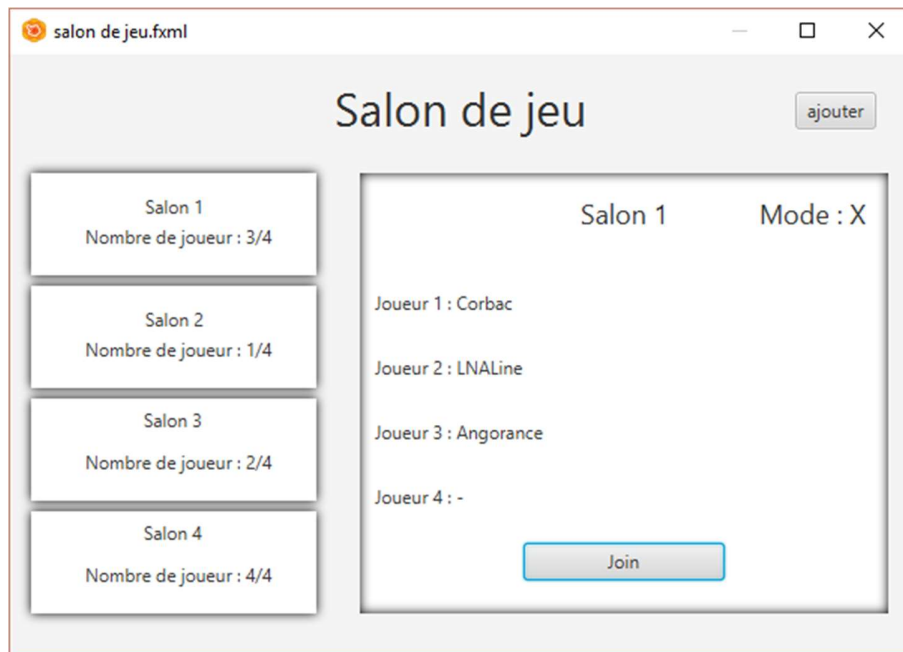 salon de jeu.fxml
Salon de jeu
ajouter
Salon 1
Nombre de joueur : 3/4
Salon 2
Nombre de joueur : 1/4
Salon 3
Nombre de joueur : 2/4
Salon 4
Nombre de joueur : 4/4
Salon 1 Mode : X
Joueur 1 : Corbac
Joueur 2 : LNALine
Joueur 3 : Angorance
Joueur 4 : -
Join